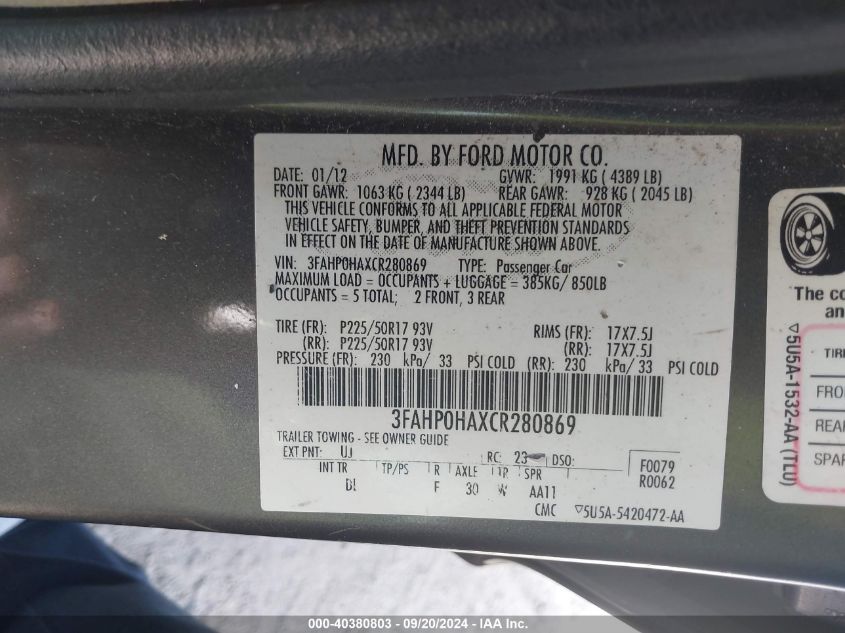 MFD. BY FORD MOTOR CO.
DATE: 01/12 GVWR: 1991 KG ( 4389 LB)
FRONT GAWR: 1063 KG ( 2344 LB) REAR GAWR: 928 KG ( 2045 LB)
THIS VEHICLE CONFORMS TO ALL APPLICABLE FEDERAL MOTOR
VEHICLE SAFETY, BUMPER, AND THEFT PREVENTION STANDARDS
IN EFFECT ON THE DATE OF MANUFACTURE SHOWN ABOVE.
VIN: 3FAHP0HAXCR280869 TYPE: Passenger Car
MAXIMUM LOAD = OCCUPANTS + LUGGAGE = 385KG/ 850LB
OCCUPANTS = 5 TOTAL; 2 FRONT, 3 REAR
TIRE (FR): P225/50R17 93V RIMS (FR): 17X7.5J
(RR): P225/50R17 93V (RR): 17X7.5J
PRESSURE (FR): 230 kPa/ 33 PSI COLD (RR): 230 kPa/ 33 PSI COLD
3FAHP0HAXCR280869
TRAILER TOWING - SEE OWNER GUIDE
EXT PNT: UJ RC: 23 DSO: F0079
INT TR TP/PS R AXLE TR SPR R0062
F 30 W AA11
CMC ▽5U5A-5420472-AA
The co
an
▽5U5A-1532-AA (TLU)
TIRE
FRO
REA
SPA
000-40380803 - 09/20/2024 - IAA Inc.